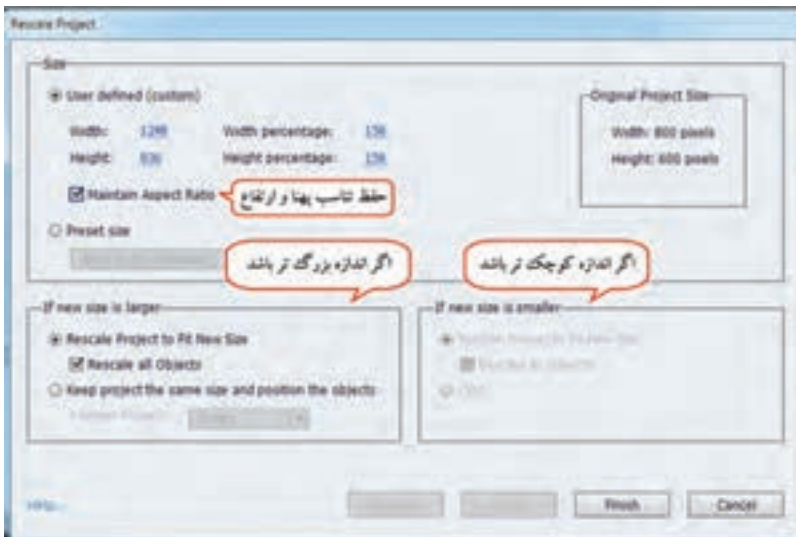 Rescale Project
Size
User defined (custom)
Width: 1248 Width percentage: 156
Height: 936 Height percentage: 156
Maintain Aspect Ratio
حفظ تناسب پهنا و ارتفاع
Original Project Size
Width: 800 pixels
Height: 600 pixels
Preset size
اگر اندازه بزرگ تر باشد
اگر اندازه کوچک تر باشد
If new size is larger
Rescale Project to Fit New Size
Rescale all Objects
Keep project the same size and position the objects
If new size is smaller
Help...
Finish
Cancel